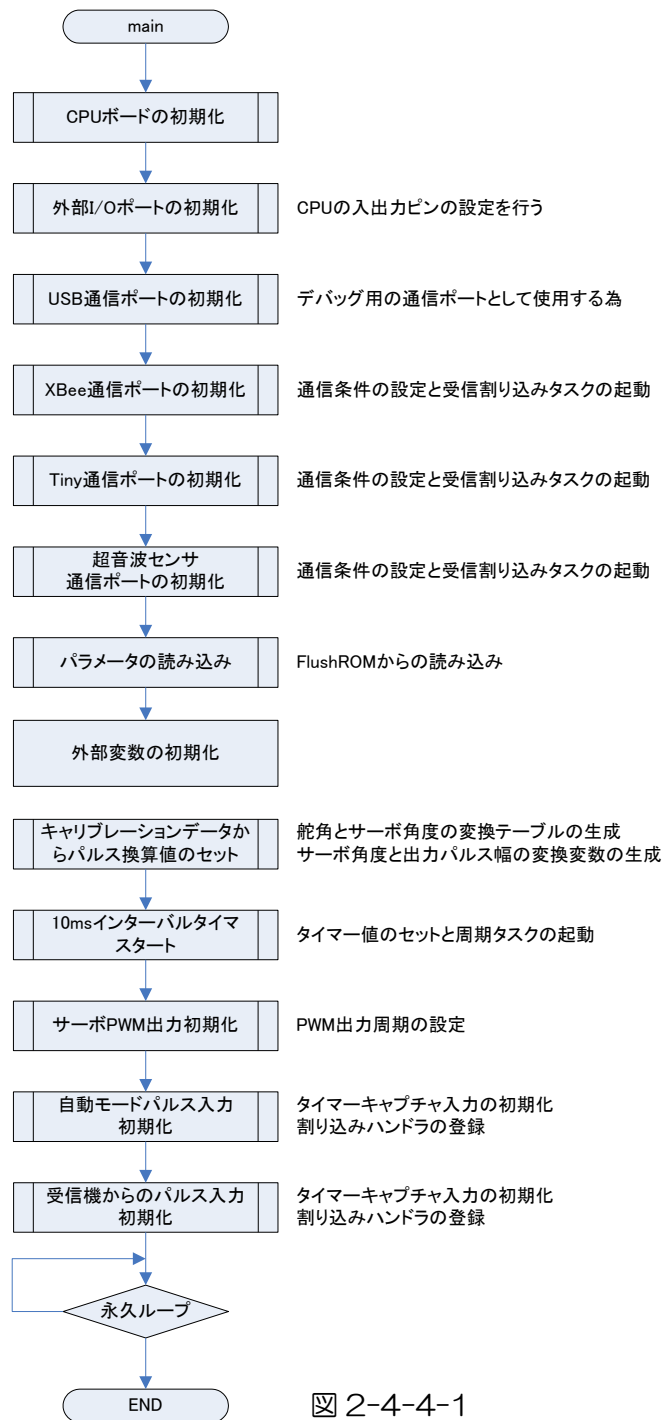 main
CPUボードの初期化
外部I/Oポートの初期化
CPUの入出力ピンの設定を行う
USB通信ポートの初期化
デバッグ用の通信ポートとして使用する為
XBee通信ポートの初期化
通信条件の設定と受信割り込みタスクの起動
Tiny通信ポートの初期化
通信条件の設定と受信割り込みタスクの起動
超音波センサ
通信ポートの初期化
通信条件の設定と受信割り込みタスクの起動
パラメータの読み込み
FlushROMからの読み込み
外部変数の初期化
キャリブレーションデータか
らパルス換算値のセット
舵角とサーボ角度の変換テーブルの生成
サーボ角度と出力パルス幅の変換変数の生成
10msインターバルタイマ
スタート
タイマー値のセットと周期タスクの起動
サーボPWM出力初期化
PWM出力周期の設定
自動モードパルス入力
初期化
タイマーキャプチャ入力の初期化
割り込みハンドラの登録
受信機からのパルス入力
初期化
タイマーキャプチャ入力の初期化
割り込みハンドラの登録
永久ループ
END
図 2-4-4-1